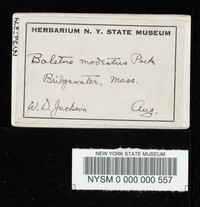 HERBARIUM N. Y. STATE MUSEUM
Boletus modestus Peck
Bridgewater, Mass.
W. D. Jackson Aug.
NEW YORK STATE MUSEUM
NYSM 0 000 000 557